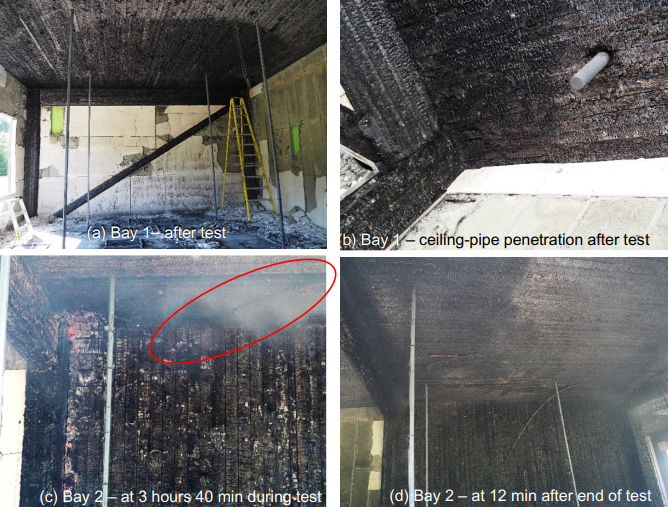 (a) Bay 1 – after test
(b) Bay 1 – ceiling-pipe penetration after test
(c) Bay 2 – at 3 hours 40 min during test
(d) Bay 2 – at 12 min after end of test